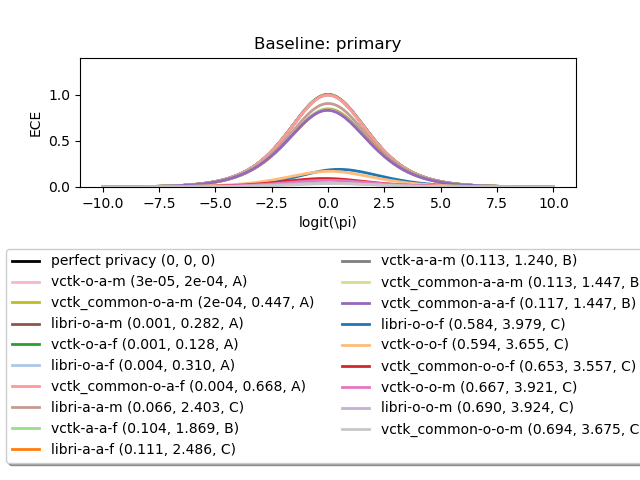 Baseline: primary
ECE
1.0
0.5
0.0
−10.0 −7.5 −5.0 −2.5 0.0 2.5 5.0 7.5 10.0
logit(\pi)
perfect privacy (0, 0, 0)
vctk-o-a-m (3e-05, 2e-04, A)
vctk_common-o-a-m (2e-04, 0.447, A)
libri-o-a-m (0.001, 0.282, A)
vctk-o-a-f (0.001, 0.128, A)
libri-o-a-f (0.004, 0.310, A)
vctk_common-o-a-f (0.004, 0.668, A)
libri-a-a-m (0.066, 2.403, C)
vctk-a-a-f (0.104, 1.869, B)
libri-a-a-f (0.111, 2.486, C)
vctk-a-a-m (0.113, 1.240, B)
vctk_common-a-a-m (0.113, 1.447, B
vctk_common-a-a-f (0.117, 1.447, B)
libri-o-o-f (0.584, 3.979, C)
vctk-o-o-f (0.594, 3.655, C)
vctk_common-o-o-f (0.653, 3.557, C)
vctk-o-o-m (0.667, 3.921, C)
libri-o-o-m (0.690, 3.924, C)
vctk_common-o-o-m (0.694, 3.675, C